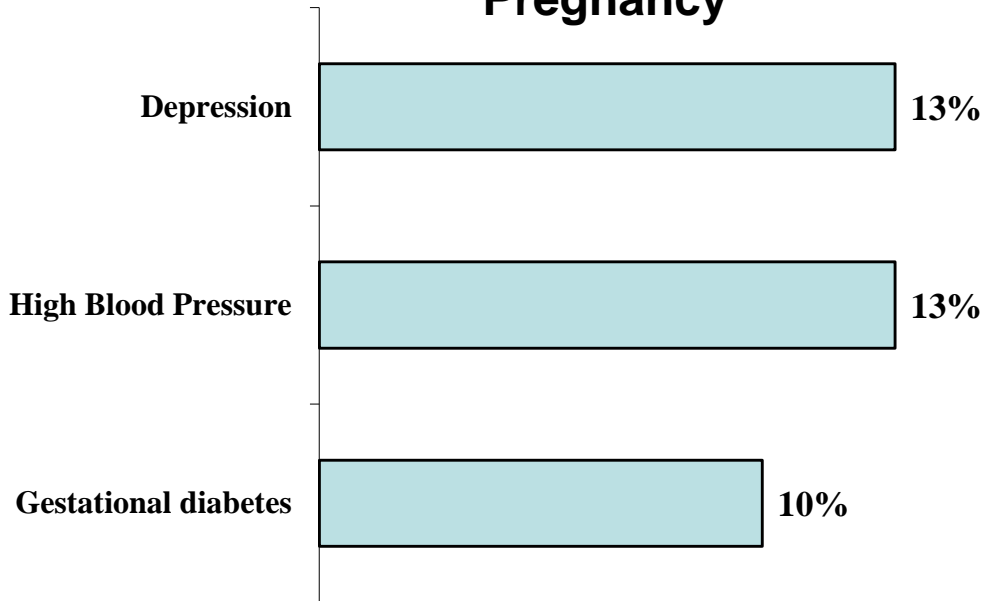 Pregnancy
Depression 13%
High Blood Pressure 13%
Gestational diabetes 10%